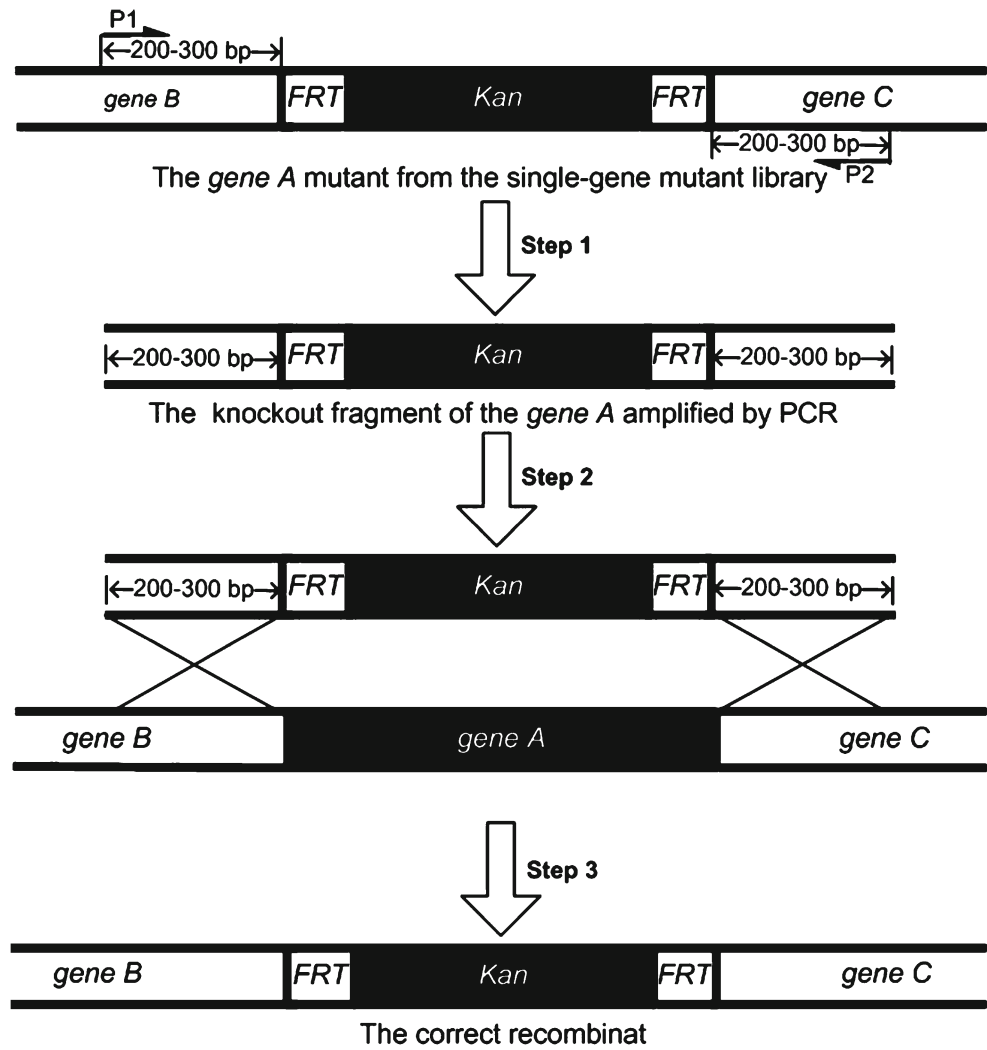 P1
200-300 bp
gene B FRT Kan FRT gene C
200-300 bp
P2
The gene A mutant from the single-gene mutant library
Step 1
200-300 bp FRT Kan FRT 200-300 bp
The knockout fragment of the gene A amplified by PCR
Step 2
200-300 bp FRT Kan FRT 200-300 bp
gene B gene A gene C
Step 3
gene B FRT Kan FRT gene C
The correct recombinat